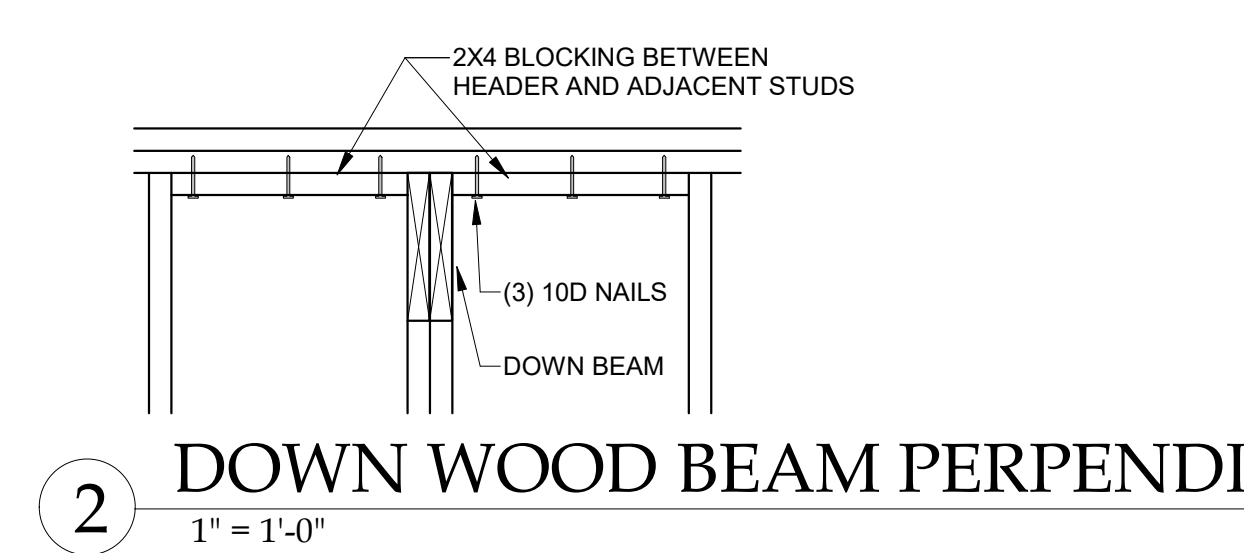 2X4 BLOCKING BETWEEN
HEADER AND ADJACENT STUDS
(3) 10D NAILS
DOWN BEAM
2
DOWN WOOD BEAM PERPENDI
1" = 1'-0"